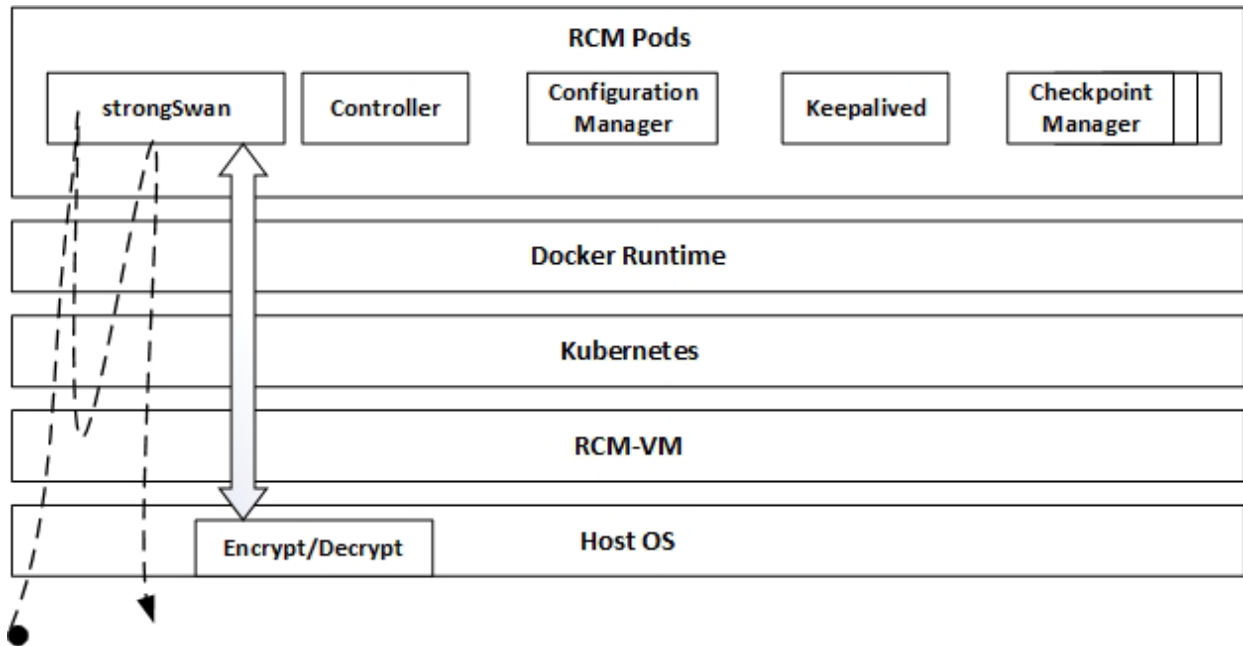 RCM Pods
strongSwan
Controller
Configuration
Manager
Keepalived
Checkpoint
Manager
Docker Runtime
Kubernetes
RCM-VM
Host OS
Encrypt/Decrypt